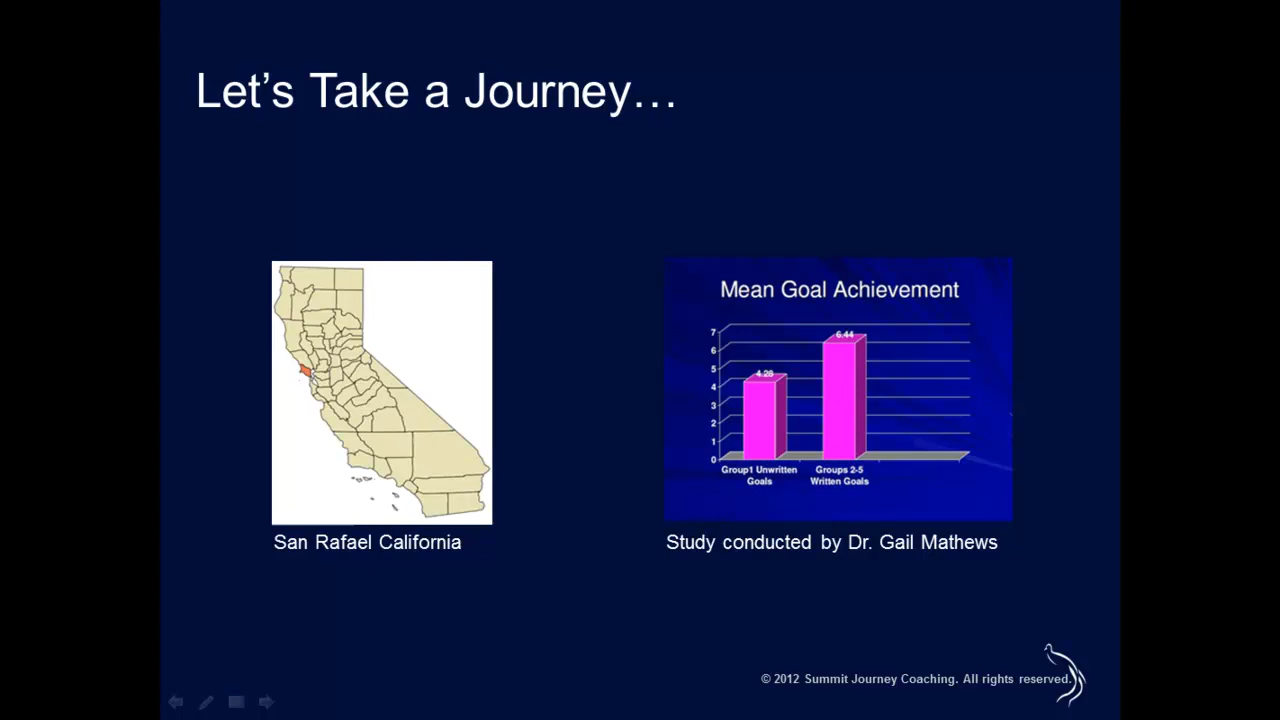 Let's Take a Journey…
Mean Goal Achievement
7
6
5
4
3
2
1
0
4.28
6.44
Group1 Unwritten
Goals
Groups 2-5
Written Goals
San Rafael California
Study conducted by Dr. Gail Mathews
© 2012 Summit Journey Coaching. All rights reserved.